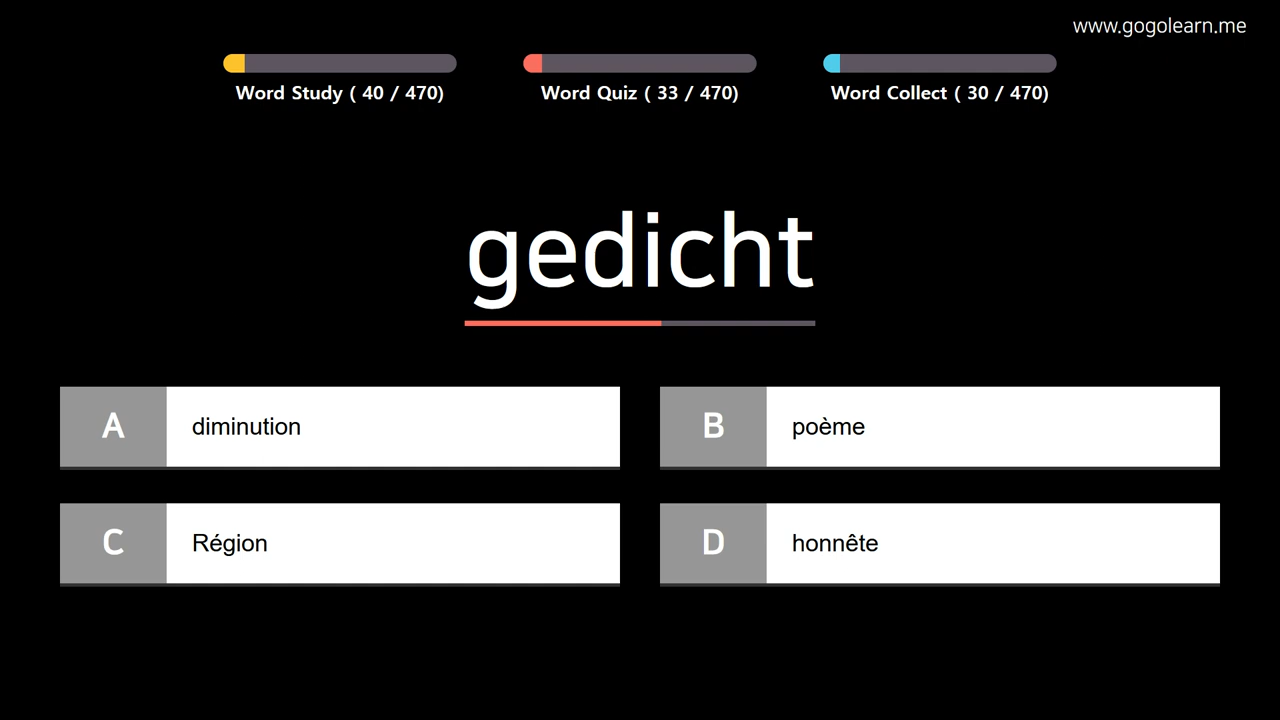 www.gogolearn.me
Word Study ( 40 / 470)
Word Quiz ( 33 / 470)
Word Collect ( 30 / 470)
gedicht
A diminution
B poème
C Région
D honnête